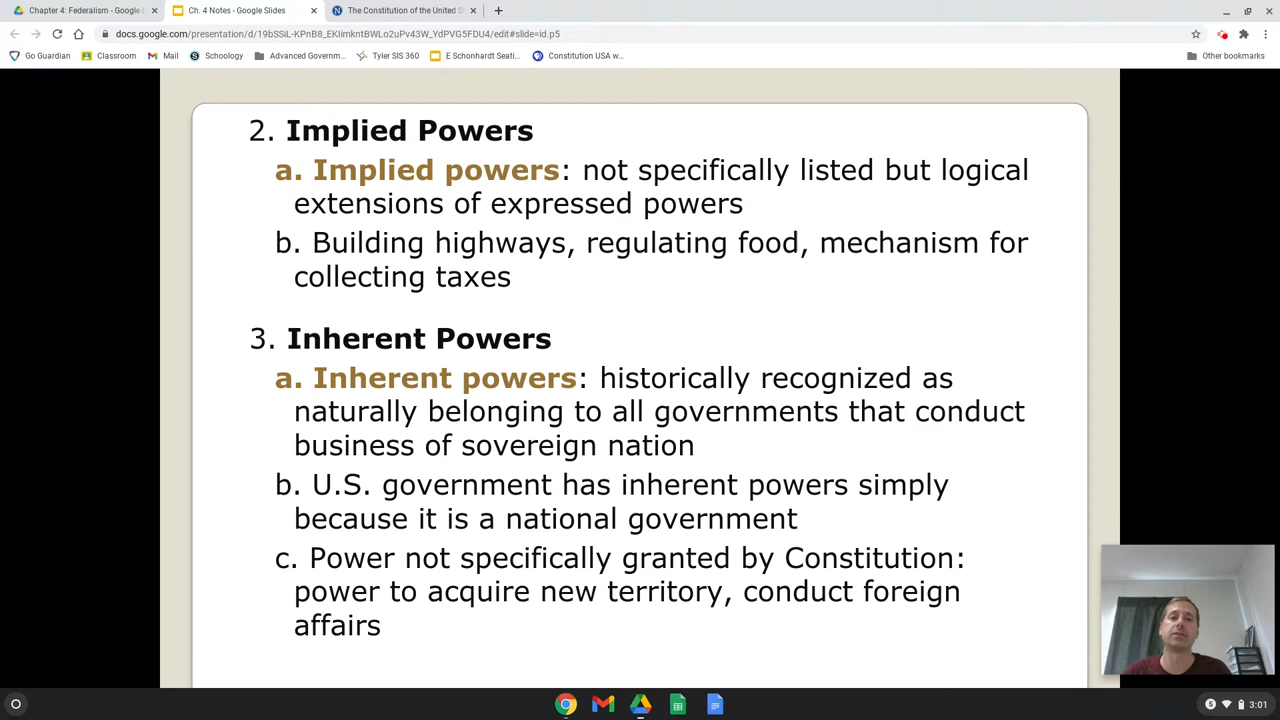 Chapter 4: Federalism - Google
Ch. 4 Notes - Google Slides
The Constitution of the United S
docs.google.com/presentation/d/19bSSiL-KPnB8_EKIimkntBWLo2uPv43W_YdPVG5FDU4/edit#slide=id.p5
Go Guardian
Classroom
Mail
Schoology
Advanced Governm...
Tyler SIS 360
E Schonhardt Seati...
Constitution USA w...
Other bookmarks
2. Implied Powers
a. Implied powers: not specifically listed but logical
extensions of expressed powers
b. Building highways, regulating food, mechanism for
collecting taxes
3. Inherent Powers
a. Inherent powers: historically recognized as
naturally belonging to all governments that conduct
business of sovereign nation
b. U.S. government has inherent powers simply
because it is a national government
c. Power not specifically granted by Constitution:
power to acquire new territory, conduct foreign
affairs
5
3:01